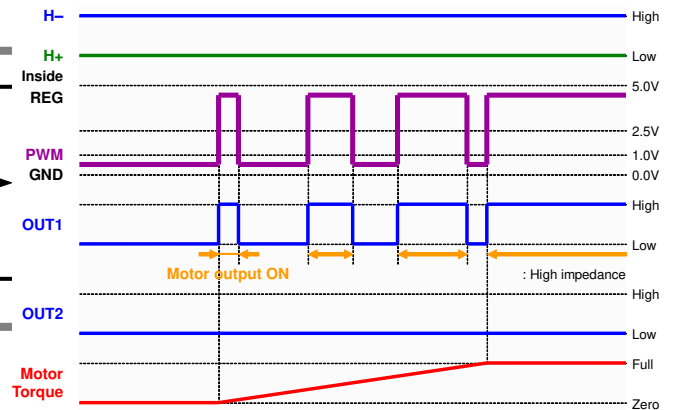 H– High
H+ Low
Inside
REG 5.0V
2.5V
PWM 1.0V
GND 0.0V
High
OUT1
Low
Motor output ON : High impedance
High
OUT2
Low
Full
Motor
Torque
Zero